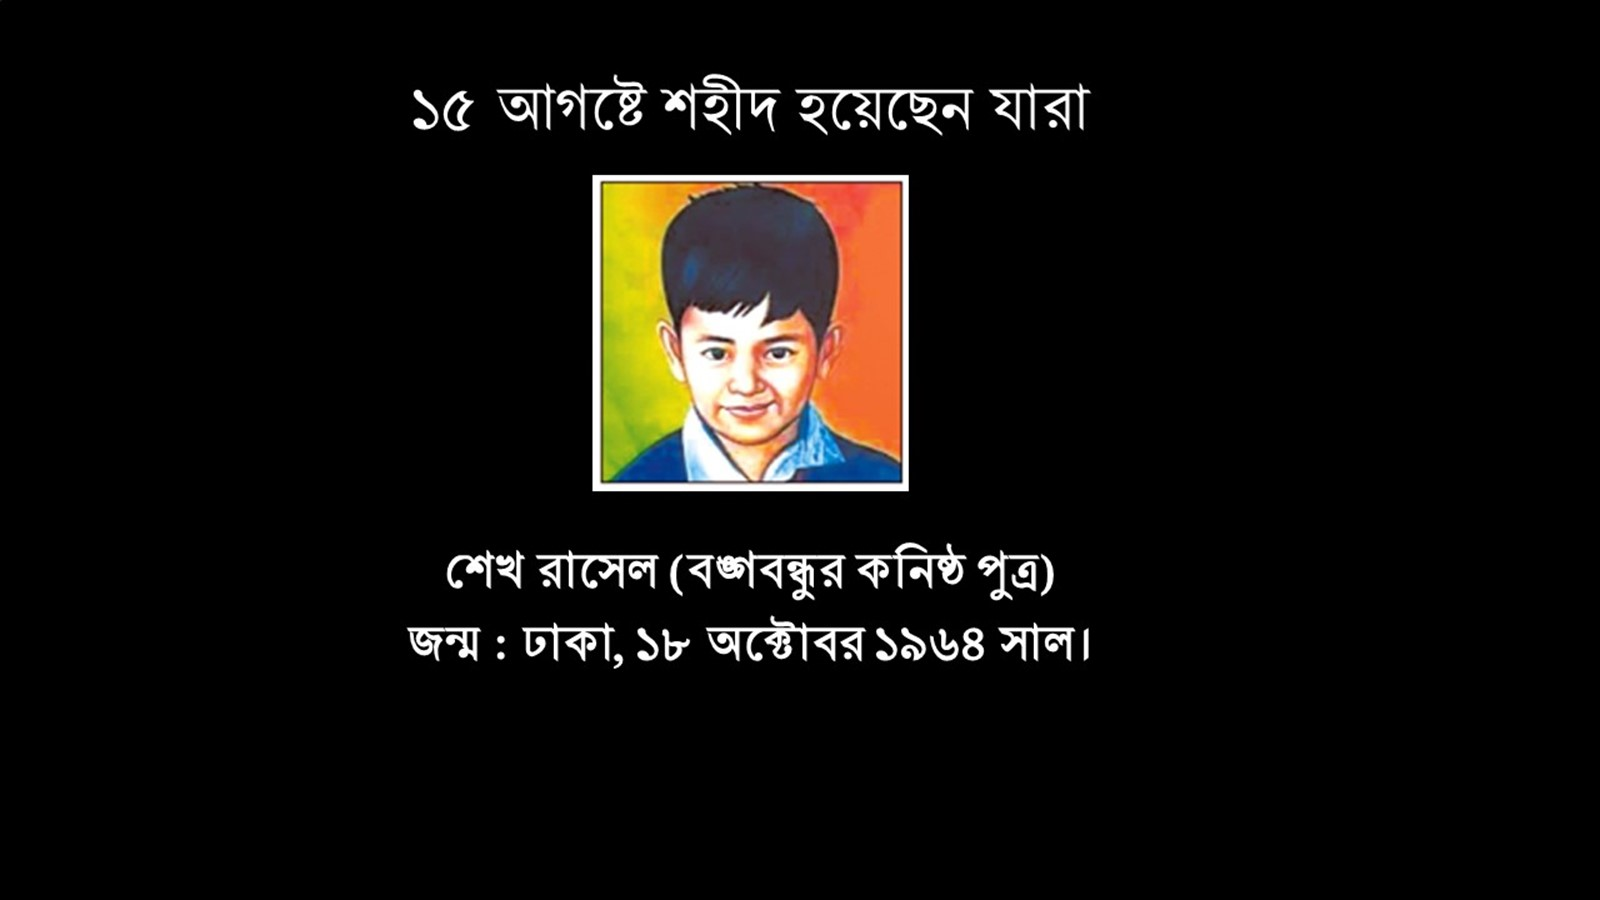 ১৫ আগষ্টে শহীদ হয়েছেন যারা
শেখ রাসেল (বঙ্গবন্ধুর কনিষ্ঠ পুত্র)
জন্ম : ঢাকা, ১৮ অক্টোবর ১৯৬৪ সাল।